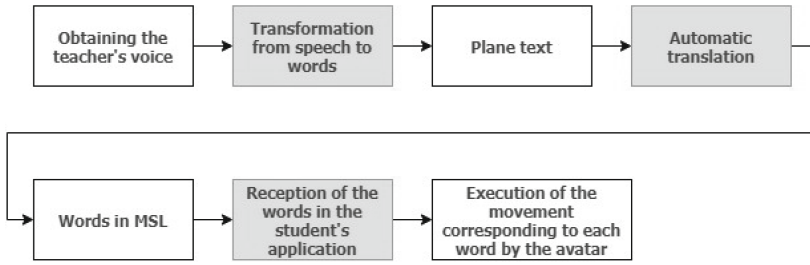 Obtaining the
teacher's voice
Transformation
from speech to
words
Plane text
Automatic
translation
Words in MSL
Reception of the
words in the
student's
application
Execution of the
movement
corresponding to each
word by the avatar